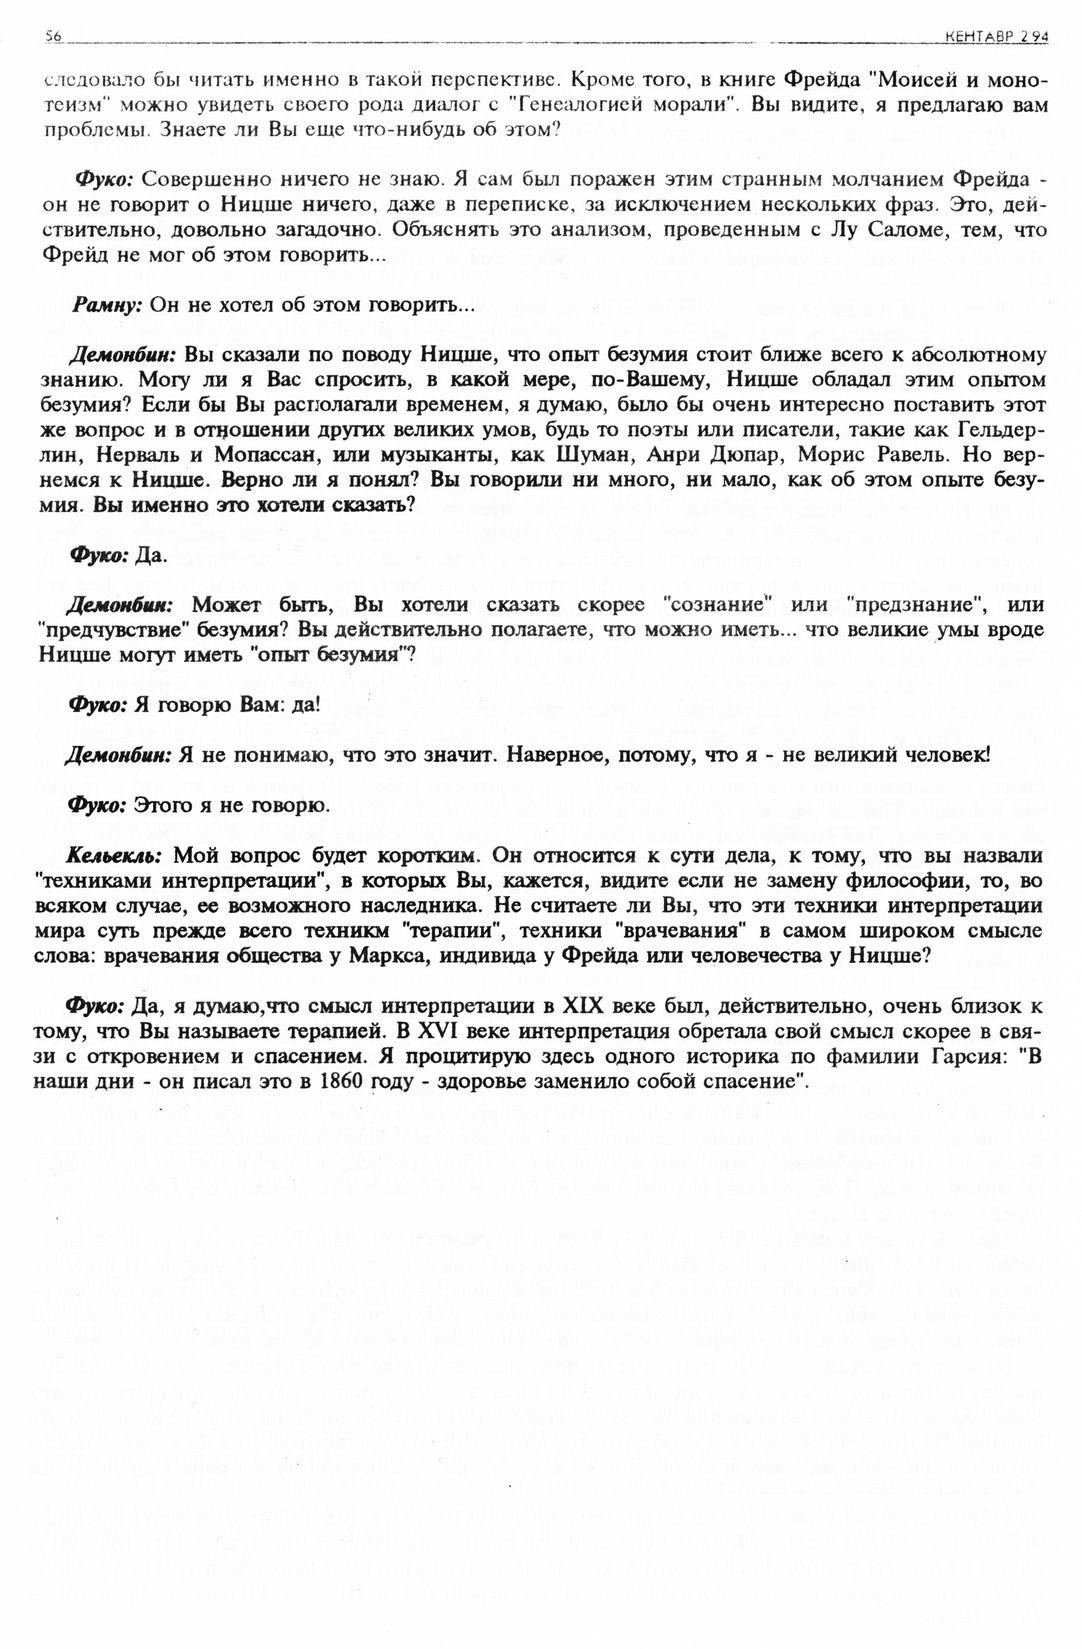 56 КЕНТАВР 2 94
следовало бы читать именно в такой перспективе. Кроме того, в книге Фрейда "Моисей и моно-
теизм" можно увидеть своего рода диалог с "Генеалогией морали". Вы видите, я предлагаю вам
проблемы. Знаете ли Вы еще что-нибудь об этом?
Фуко: Совершенно ничего не знаю. Я сам был поражен этим странным молчанием Фрейда -
он не говорит о Ницше ничего, даже в переписке, за исключением нескольких фраз. Это, дей-
ствительно, довольно загадочно. Объяснять это анализом, проведенным с Лу Саломе, тем, что
Фрейд не мог об этом говорить...
Рамну: Он не хотел об этом говорить...
Демонбин: Вы сказали по поводу Ницше, что опыт безумия стоит ближе всего к абсолютному
знанию. Могу ли я Вас спросить, в какой мере, по-Вашему, Ницше обладал этим опытом
безумия? Если бы Вы располагали временем, я думаю, было бы очень интересно поставить этот
же вопрос и в отношении других великих умов, будь то поэты или писатели, такие как Гельдер-
лин, Нерваль и Мопассан, или музыканты, как Шуман, Анри Дюпар, Морис Равель. Но вер-
немся к Ницше. Верно ли я понял? Вы говорили ни много, ни мало, как об этом опыте безу-
мия. Вы именно это хотели сказать?
Фуко: Да.
Демонбин: Может быть, Вы хотели сказать скорее "сознание" или "предзнание", или
"предчувствие" безумия? Вы действительно полагаете, что можно иметь... что великие умы вроде
Ницше могут иметь "опыт безумия"?
Фуко: Я говорю Вам: да!
Демонбин: Я не понимаю, что это значит. Наверное, потому, что я - не великий человек!
Фуко: Этого я не говорю.
Кельекль: Мой вопрос будет коротким. Он относится к сути дела, к тому, что вы назвали
"техниками интерпретации", в которых Вы, кажется, видите если не замену философии, то, во
всяком случае, ее возможного наследника. Не считаете ли Вы, что эти техники интерпретации
мира суть прежде всего техникм "терапии", техники "врачевания" в самом широком смысле
слова: врачевания общества у Маркса, индивида у Фрейда или человечества у Ницше?
Фуко: Да, я думаю,что смысл интерпретации в XIX веке был, действительно, очень близок к
тому, что Вы называете терапией. В XVI веке интерпретация обретала свой смысл скорее в свя-
зи с откровением и спасением. Я процитирую здесь одного историка по фамилии Гарсия: "В
наши дни - он писал это в 1860 году - здоровье заменило собой спасение".